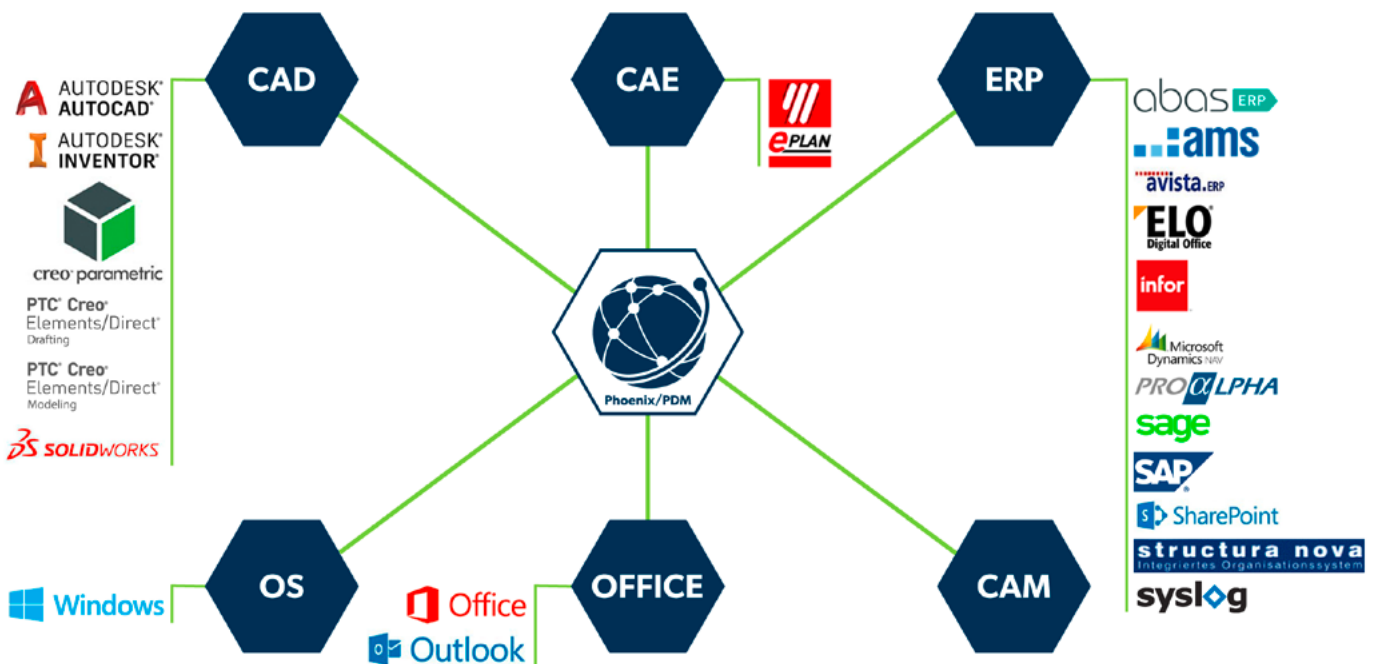 CAD
AUTODESK®
AUTOCAD®
AUTODESK®
INVENTOR®
creo® parametric
PTC® Creo®
Elements/Direct®
Drafting
PTC® Creo®
Elements/Direct®
Modeling
SOLIDWORKS
CAE
ePLAN
ERP
abas ERP
ams
avista.ERP
ELO®
Digital Office
infor
Microsoft
Dynamics NAV
PROαLPHA
sage
SAP®
S SharePoint
structura nova
Integriertes Organisationssystem
syslog
Phoenix/PDM
OS
Windows
OFFICE
Office
Outlook
CAM